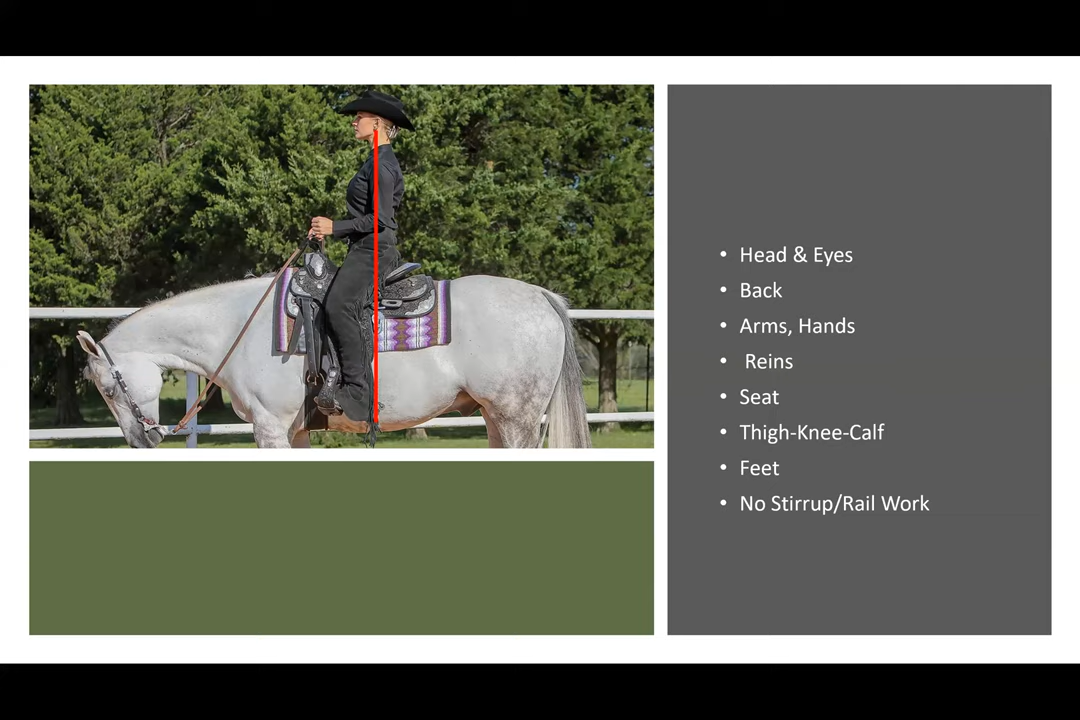 • Head & Eyes
• Back
• Arms, Hands
• Reins
• Seat
• Thigh-Knee-Calf
• Feet
• No Stirrup/Rail Work